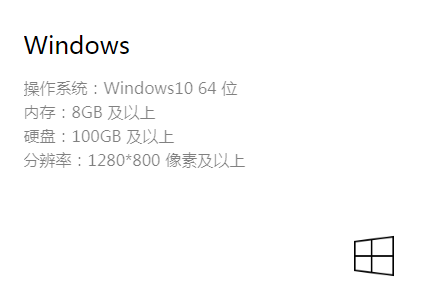 Windows
操作系统：Windows10 64 位
内存：8GB 及以上
硬盘：100GB 及以上
分辨率：1280*800 像素及以上